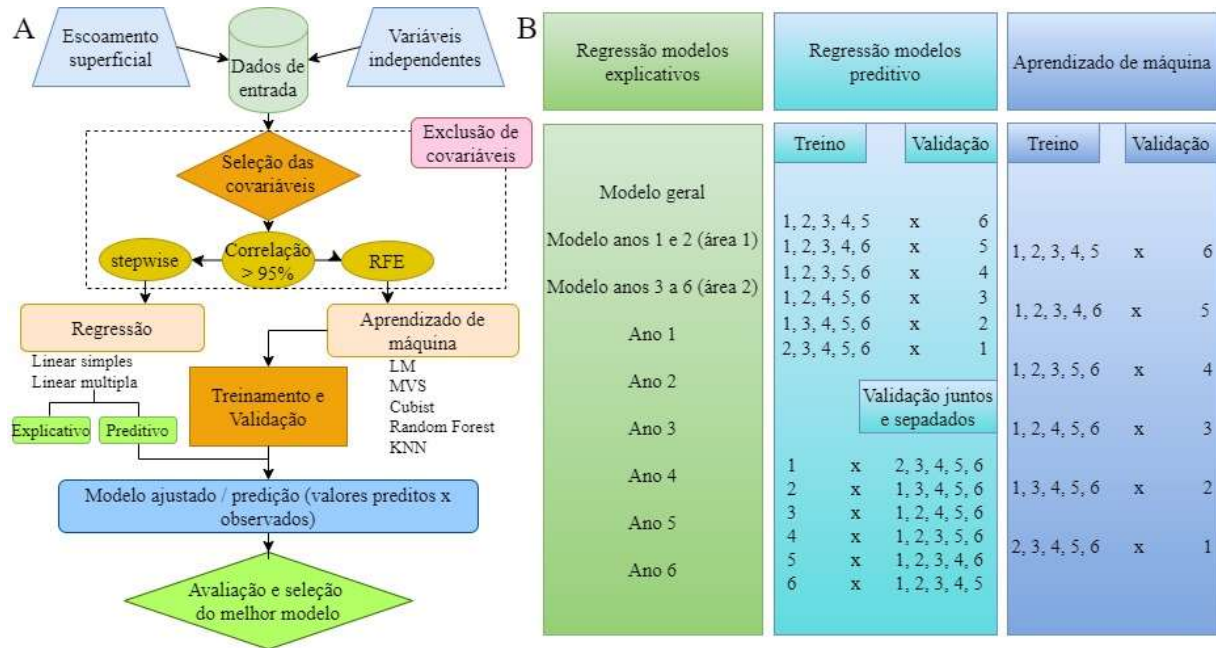 A
Escoamento
superficial
Dados de
entrada
Variáveis
independentes
Exclusão de
covariáveis
Seleção das
covariáveis
stepwise
Correlação
> 95%
RFE
Regressão
Linear simples
Linear multipla
Explicativo
Preditivo
Aprendizado de
máquina
LM
MVS
Cubist
Random Forest
KNN
Treinamento e
Validação
Modelo ajustado / predição (valores preditos x
observados)
Avaliação e seleção
do melhor modelo
B
Regressão modelos
explicativos
Modelo geral
Modelo anos 1 e 2 (área 1)
Modelo anos 3 a 6 (área 2)
Ano 1
Ano 2
Ano 3
Ano 4
Ano 5
Ano 6
Regressão modelos
preditivo
Treino Validação
1, 2, 3, 4, 5 x 6
1, 2, 3, 4, 6 x 5
1, 2, 3, 5, 6 x 4
1, 2, 4, 5, 6 x 3
1, 3, 4, 5, 6 x 2
2, 3, 4, 5, 6 x 1
Validação juntos
e sepadados
1 x 2, 3, 4, 5, 6
2 x 1, 3, 4, 5, 6
3 x 1, 2, 4, 5, 6
4 x 1, 2, 3, 5, 6
5 x 1, 2, 3, 4, 6
6 x 1, 2, 3, 4, 5
Aprendizado de máquina
Treino Validação
1, 2, 3, 4, 5 x 6
1, 2, 3, 4, 6 x 5
1, 2, 3, 5, 6 x 4
1, 2, 4, 5, 6 x 3
1, 3, 4, 5, 6 x 2
2, 3, 4, 5, 6 x 1